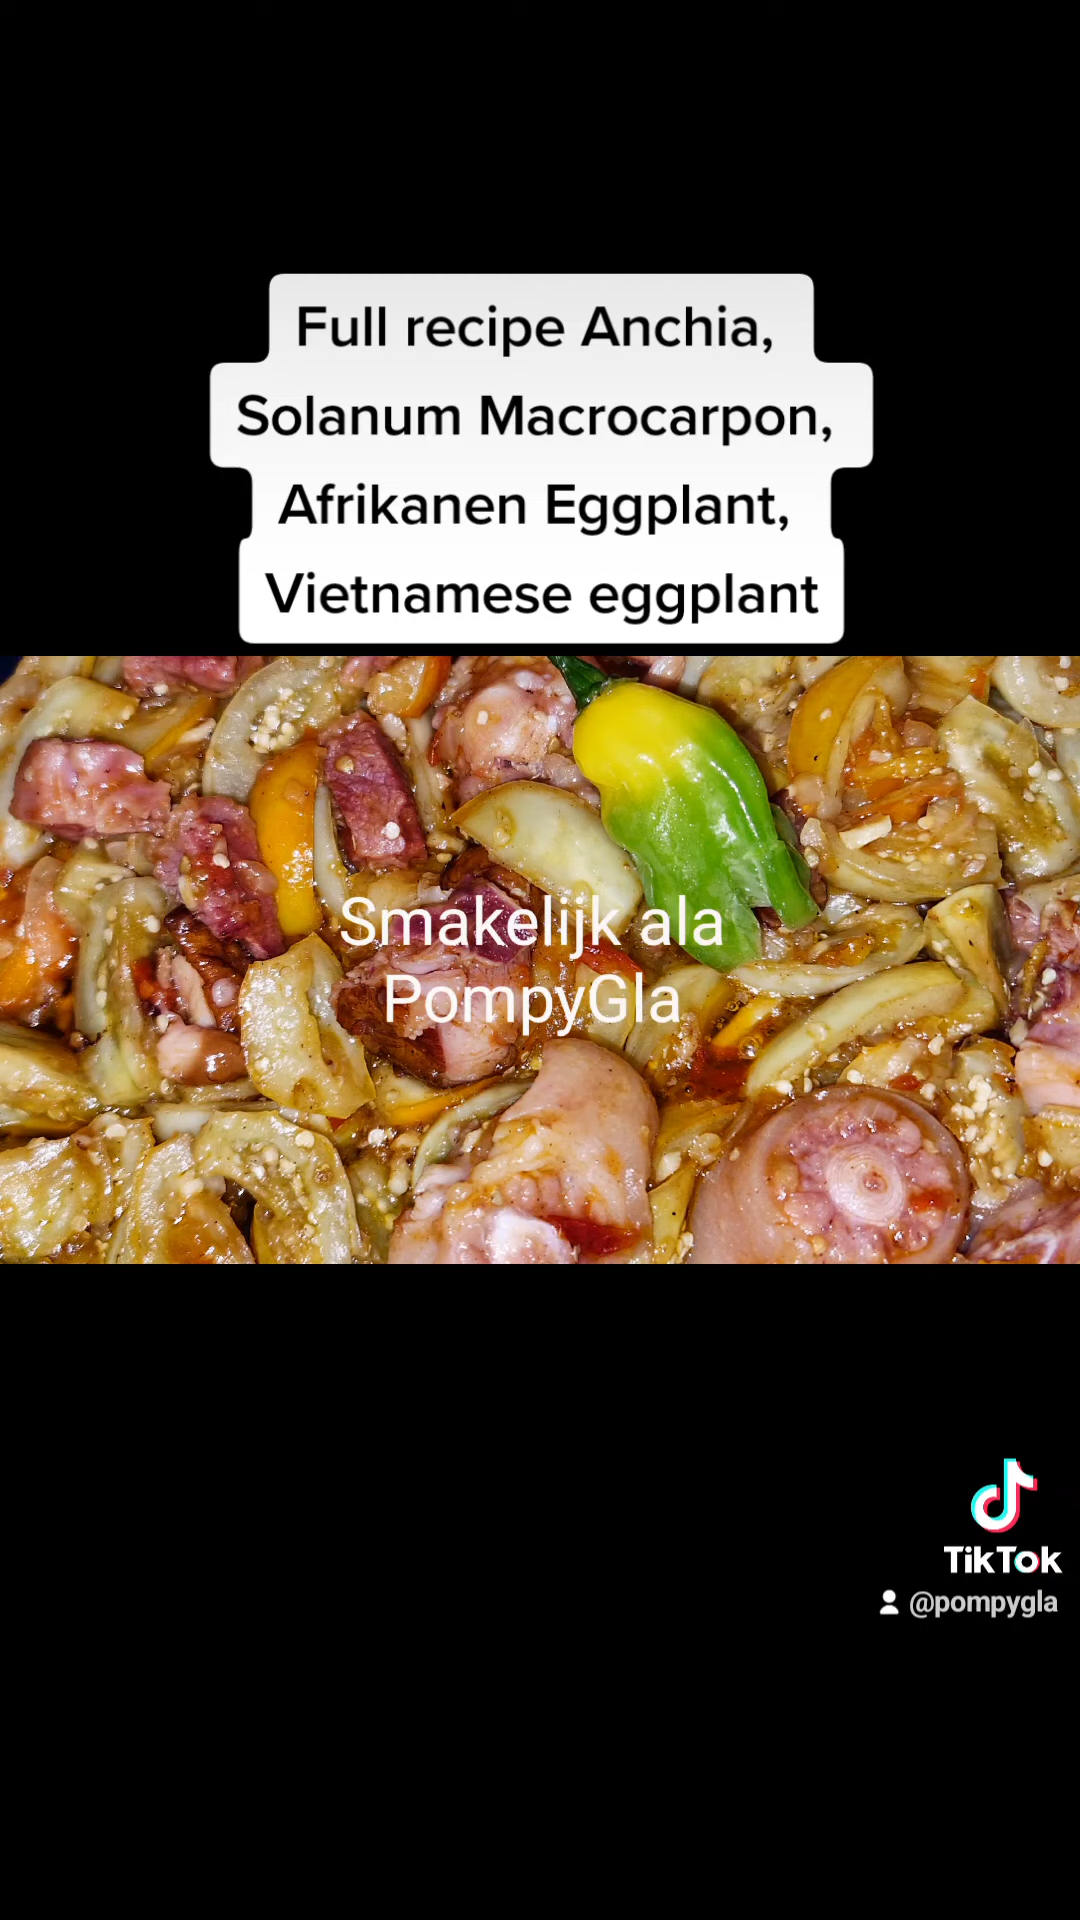 Full recipe Anchia,
Solanum Macrocarpon,
Afrikanen Eggplant,
Vietnamese eggplant
Smakelijk ala
PompyGla
TikTok
@pompygla